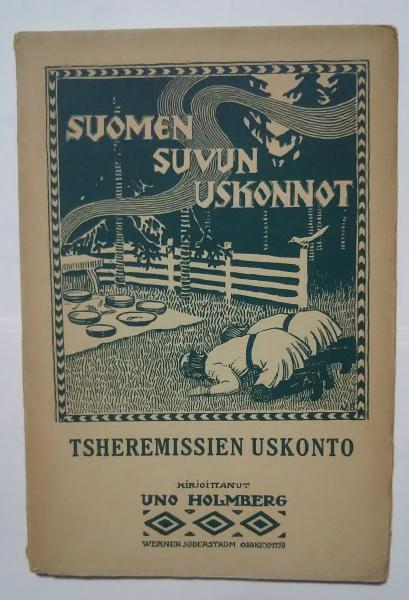 SUOMEN
SUVUN
USKONNOT
TSHEREMISSIEN USKONTO
KIRJOITTANUT
UNO HOLMBERG
WERNER SÖDERSTRÖM OSAKEYHTIÖ